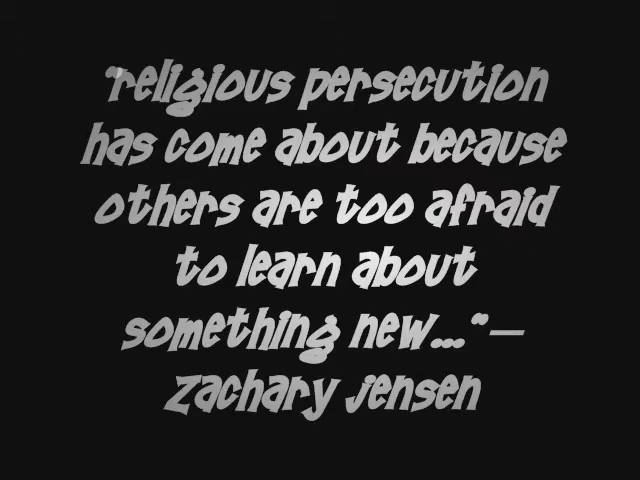 "religious persecution
has come about because
others are too afraid
to learn about
something new..."—
Zachary Jensen